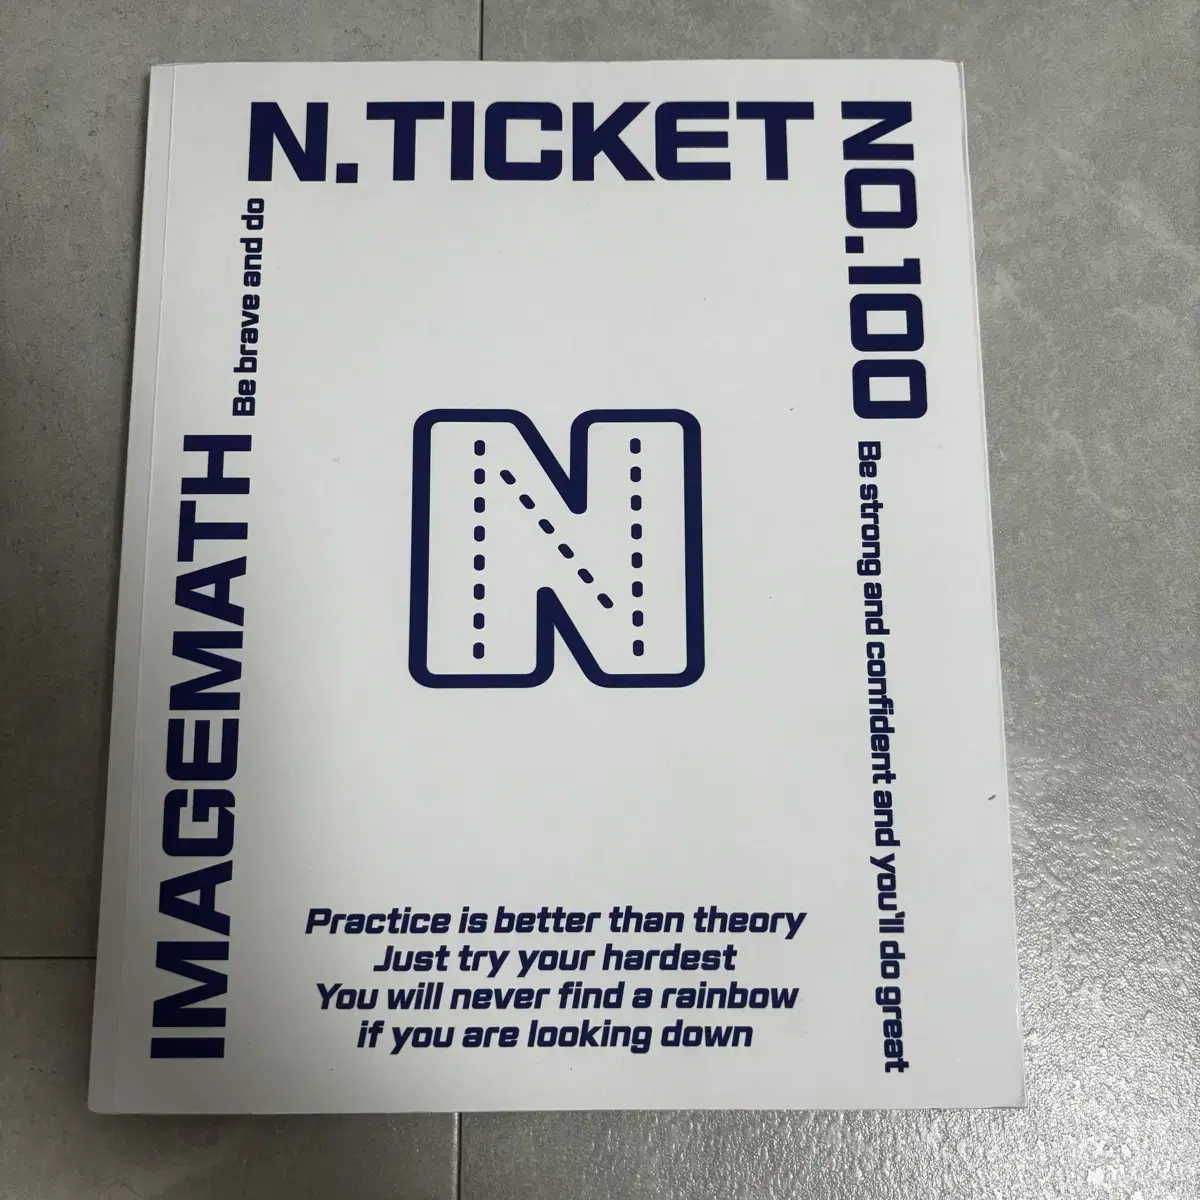 N.TICKET
NO.100
Be brave and do
IMAGEMATH
Be strong and confident and you'll do great
N
Practice is better than theory
Just try your hardest
You will never find a rainbow
if you are looking down